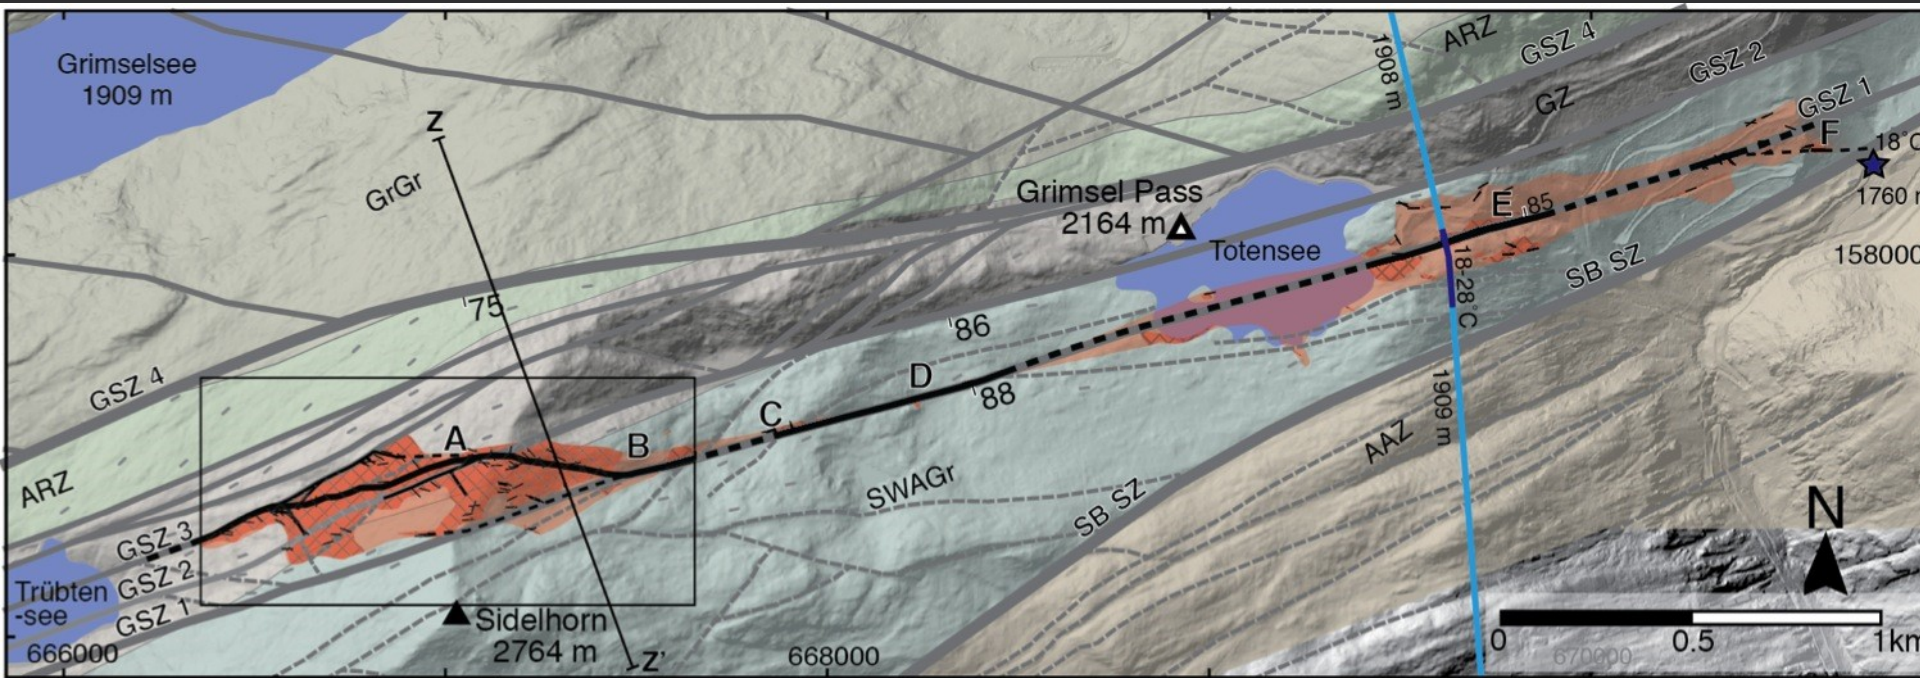 Grimselsee
1909 m
Z
GrGr
1908 m
ARZ
GSZ 4
GZ
GSZ 2
GSZ 1
F
18°C
1760 m
Grimsel Pass
2164 m
Totensee
E
85
158000
SB SZ
18-28°C
75
86
D
88
GSZ 4
C
A
B
ARZ
SWAGr
SB SZ
AAZ
1909 m
N
GSZ 3
GSZ 2
GSZ 1
Trübten
-see
Sidelhorn
2764 m
Z'
666000
668000
670000
0 0.5 1km